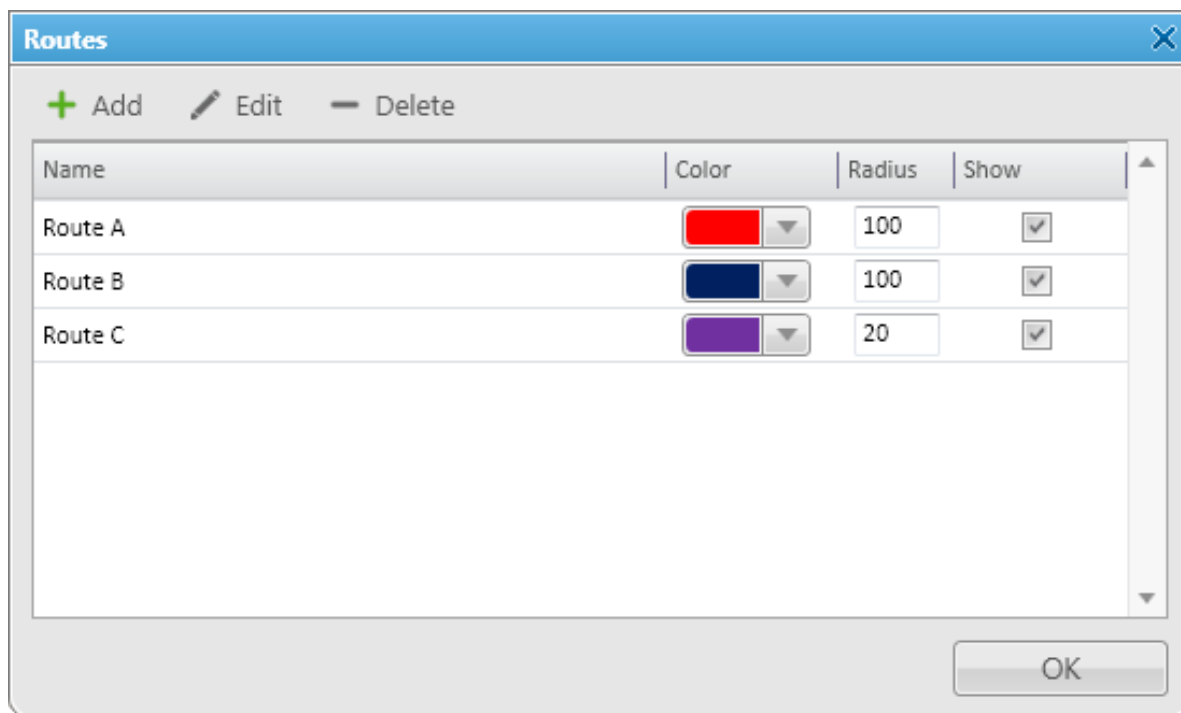 Routes
Add Edit Delete
Name Color Radius Show
Route A 100
Route B 100
Route C 20
OK